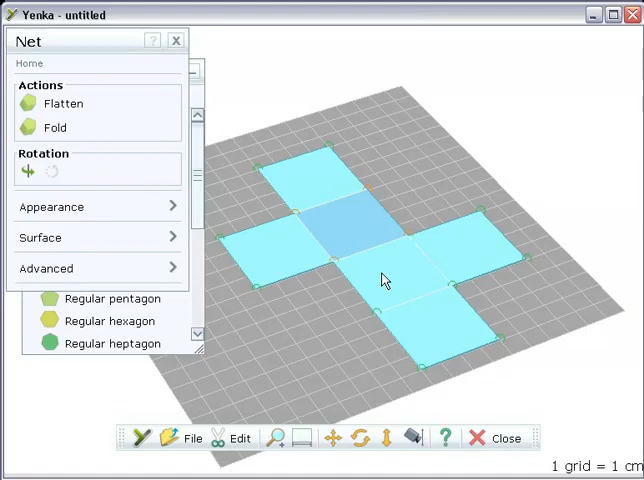 Yenka - untitled
Net
?
Home
Actions
Flatten
Fold
Rotation
Appearance
Surface
Advanced
Regular pentagon
Regular hexagon
Regular heptagon
File
Edit
?
Close
1 grid = 1 cm